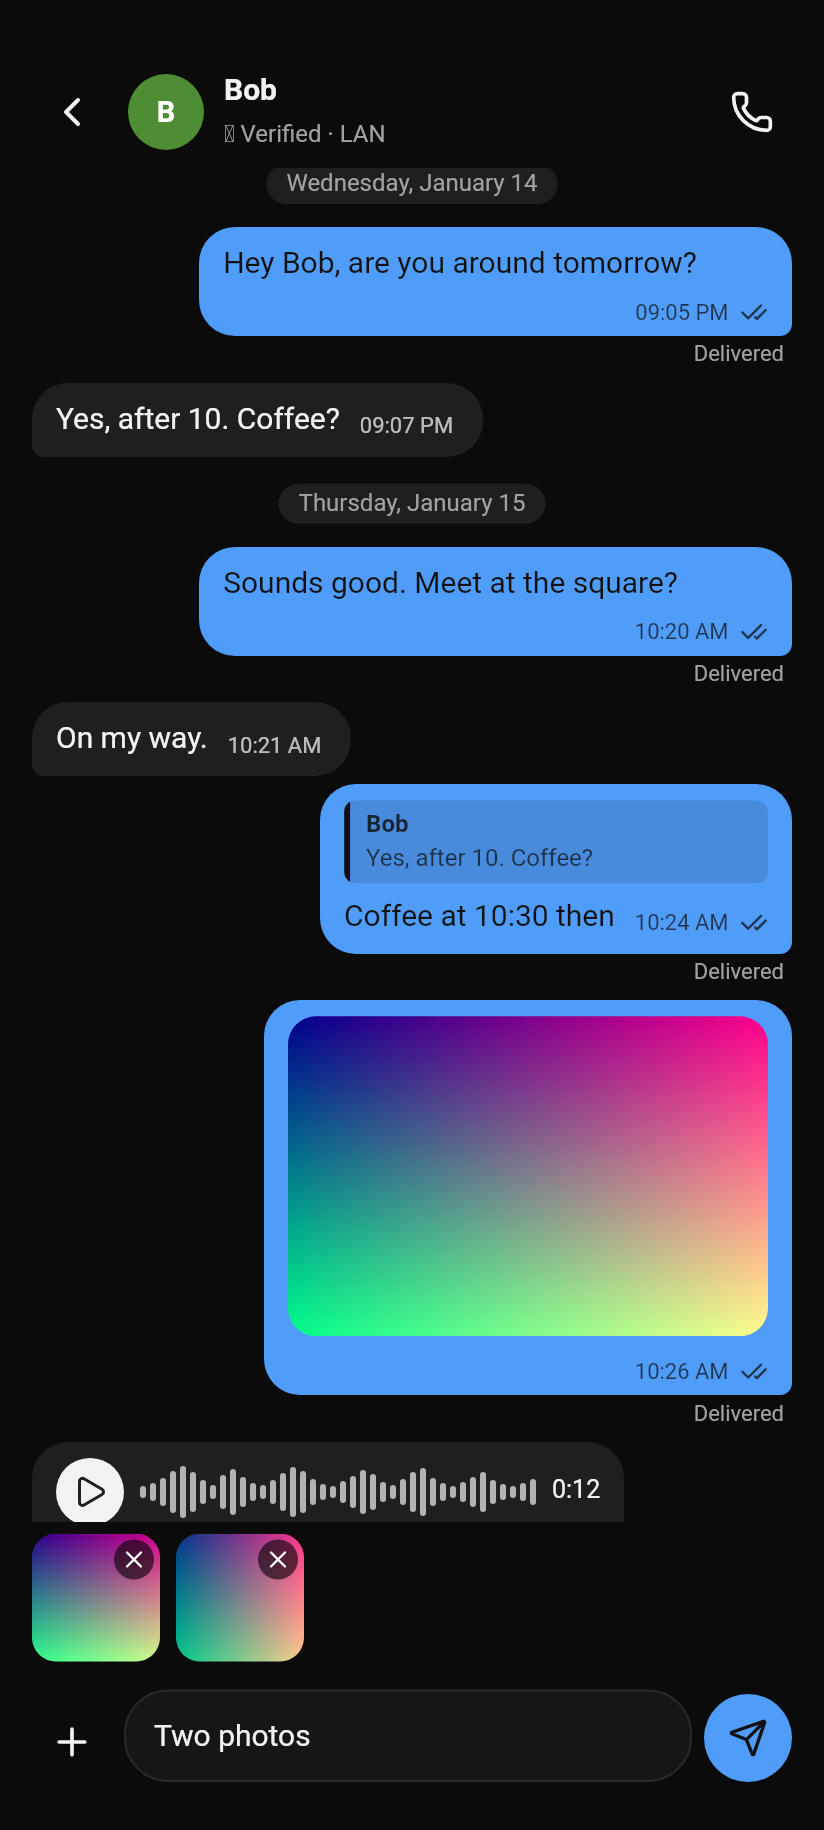 B
Bob
Verified · LAN
Wednesday, January 14
Hey Bob, are you around tomorrow?
09:05 PM
Delivered
Yes, after 10. Coffee? 09:07 PM
Thursday, January 15
Sounds good. Meet at the square?
10:20 AM
Delivered
On my way. 10:21 AM
Bob
Yes, after 10. Coffee?
Coffee at 10:30 then 10:24 AM
Delivered
10:26 AM
Delivered
0:12
Two photos